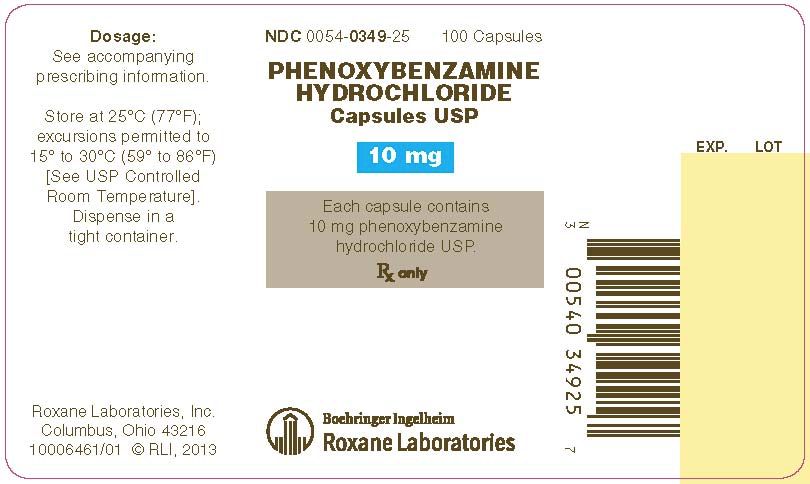 Dosage:
See accompanying
prescribing information.
Store at 25°C (77°F);
excursions permitted to
15° to 30°C (59° to 86°F)
[See USP Controlled
Room Temperature].
Dispense in a
tight container.
Roxane Laboratories, Inc.
Columbus, Ohio 43216
10006461/01 © RLI, 2013
NDC 0054-0349-25 100 Capsules
PHENOXYBENZAMINE
HYDROCHLORIDE
Capsules USP
10 mg
Each capsule contains
10 mg phenoxybenzamine
hydrochloride USP.
Rx only
Boehringer Ingelheim
Roxane Laboratories
EXP. LOT
N
3 00540 34925 7